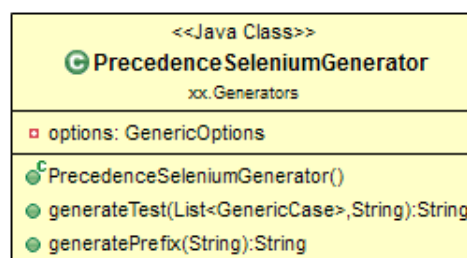 <<Java Class>>
PrecedenceSeleniumGenerator
xx.Generators
options: GenericOptions
PrecedenceSeleniumGenerator()
generateTest(List<GenericCase>,String):String
generatePrefix(String):String